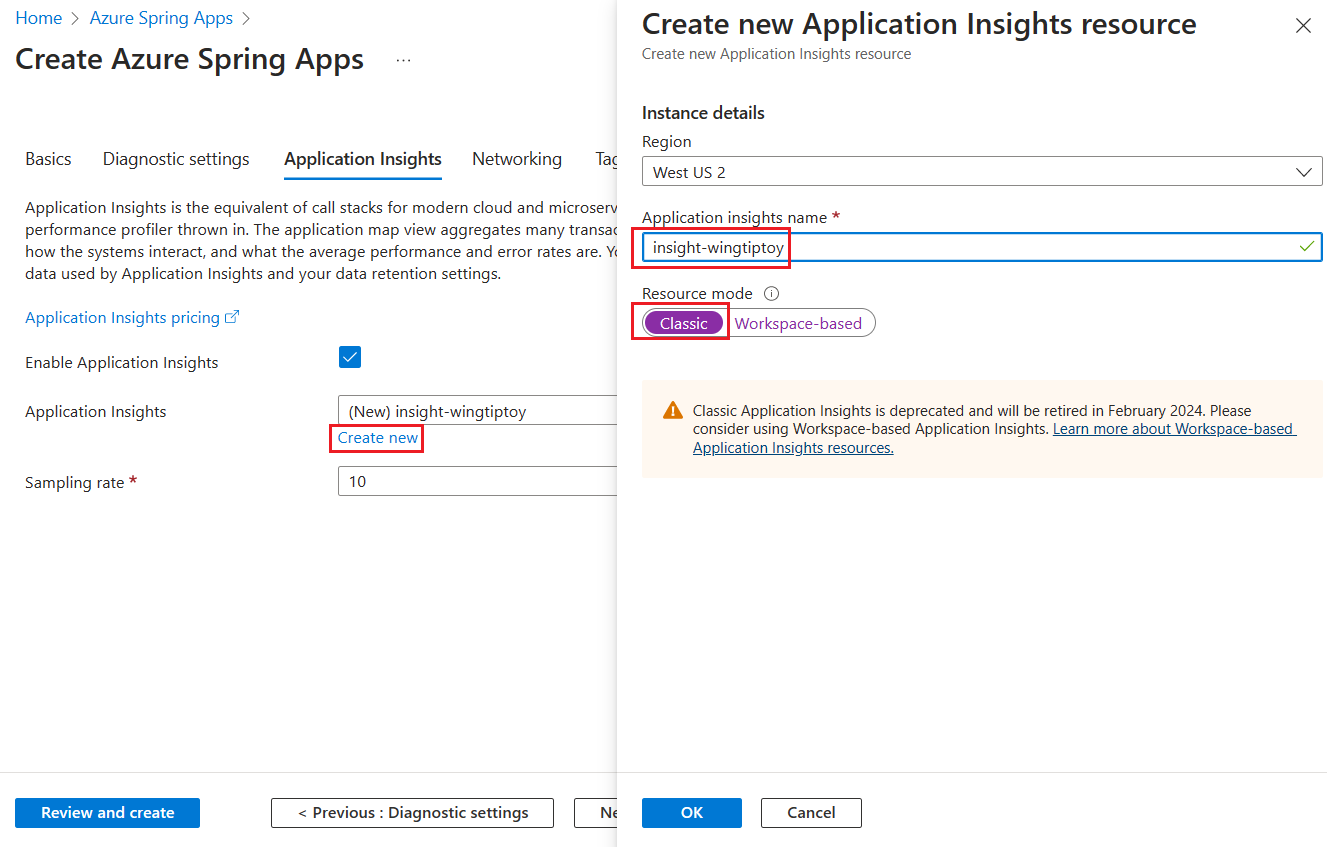 Home > Azure Spring Apps >
Create Azure Spring Apps ...
Basics Diagnostic settings Application Insights Networking
Application Insights is the equivalent of call stacks for modern cloud and
performance profiler thrown in. The application map view aggregates many
how the systems interact, and what the average performance and error rates are.
data used by Application Insights and your data retention settings.
Application Insights pricing
Enable Application Insights
Application Insights
(New) insight-wingtiptoy
Create new
Sampling rate *
10
Review and create
< Previous : Diagnostic settings
Create new Application Insights resource
Create new Application Insights resource
Instance details
Region
West US 2
Application insights name *
insight-wingtiptoy
Resource mode
Classic Workspace-based
Classic Application Insights is deprecated and will be retired in February 2024. Please
consider using Workspace-based Application Insights. Learn more about Workspace-based
Application Insights resources.
OK
Cancel